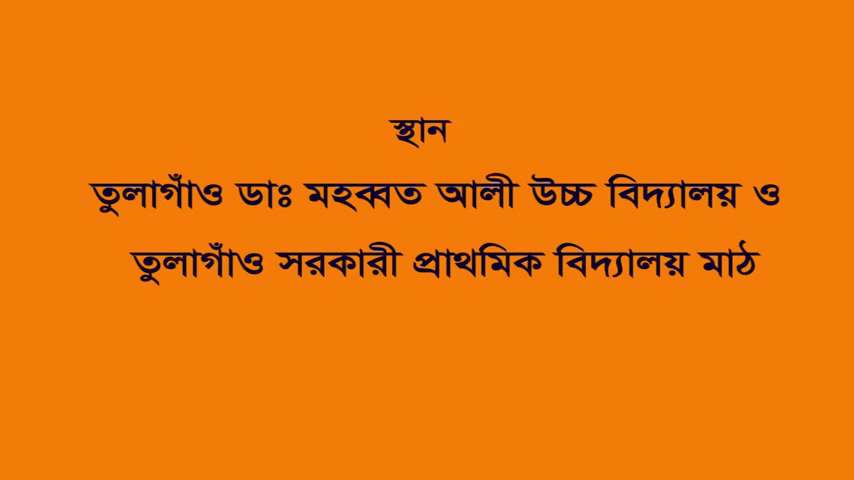 স্থান
তুলাগাঁও ডাঃ মহব্বত আলী উচ্চ বিদ্যালয় ও
তুলাগাঁও সরকারী প্রাথমিক বিদ্যালয় মাঠ